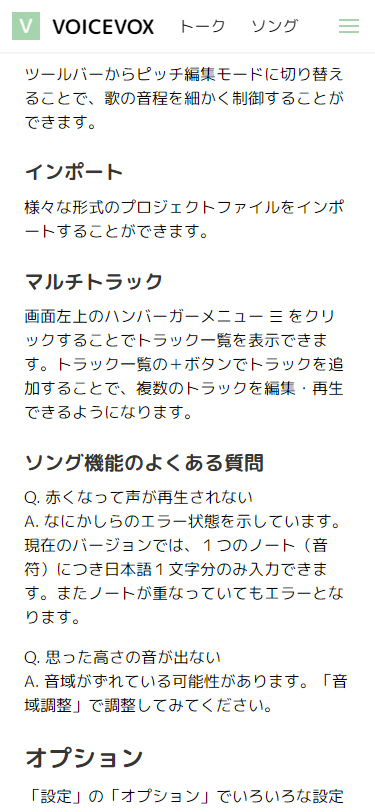 V VOICEVOX トーク ソング
ツールバーからピッチ編集モードに切り替え
ることで、歌の音程を細かく制御することが
できます。
インポート
様々な形式のプロジェクトファイルをインポ
ートすることができます。
マルチトラック
画面左上のハンバーガーメニュー ☰ をクリ
ックすることでトラック一覧を表示できま
す。トラック一覧の＋ボタンでトラックを追
加することで、複数のトラックを編集・再生
できるようになります。
ソング機能のよくある質問
Q. 赤くなって声が再生されない
A. なにかしらのエラー状態を示しています。
現在のバージョンでは、１つのノート（音
符）につき日本語１文字分のみ入力できま
す。またノートが重なっていてもエラーとな
ります。
Q. 思った高さの音が出ない
A. 音域がずれている可能性があります。「音
域調整」で調整してみてください。
オプション
「設定」の「オプション」でいろいろな設定